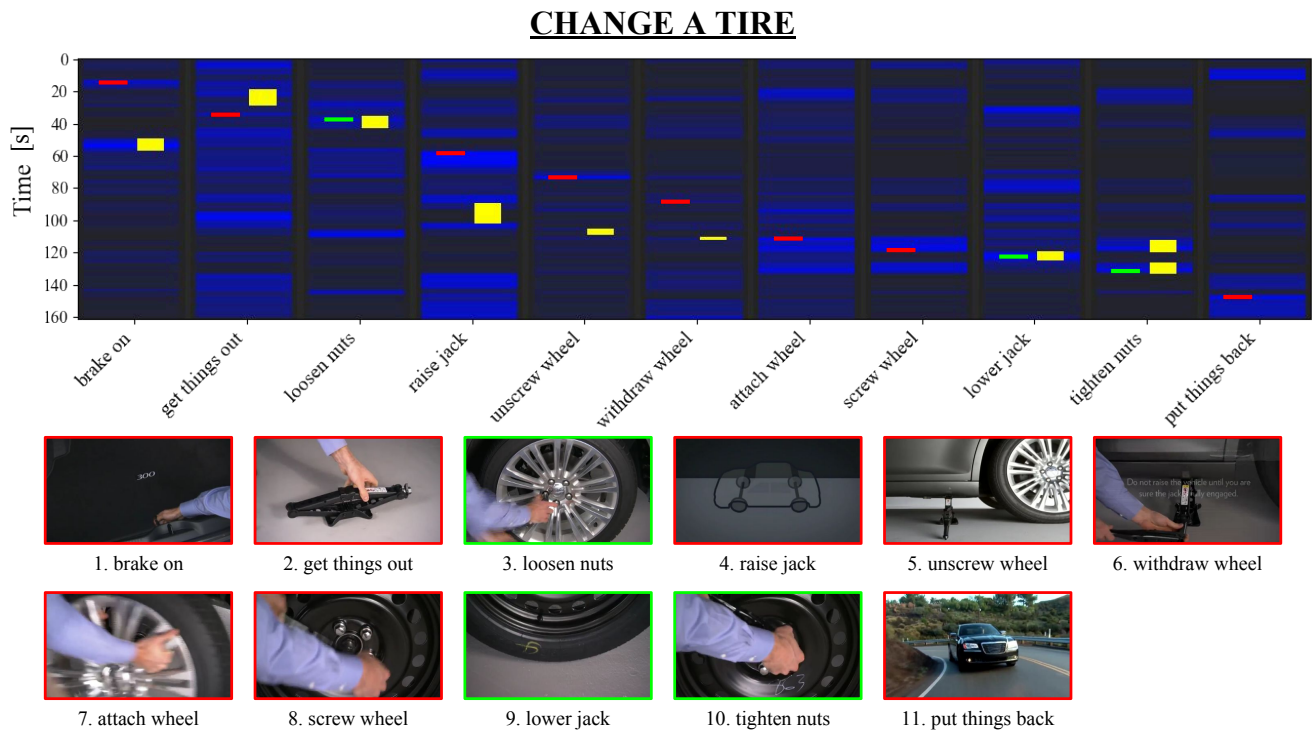 CHANGE A TIRE
Time [s]
0
20
40
60
80
100
120
140
160
brake on
get things out
loosen nuts
raise jack
unscrew wheel
withdraw wheel
attach wheel
screw wheel
lower jack
tighten nuts
put things back
300
Do not raise the vehicle until you are
sure the jack is fully engaged.
1. brake on
2. get things out
3. loosen nuts
4. raise jack
5. unscrew wheel
6. withdraw wheel
7. attach wheel
8. screw wheel
9. lower jack
10. tighten nuts
11. put things back